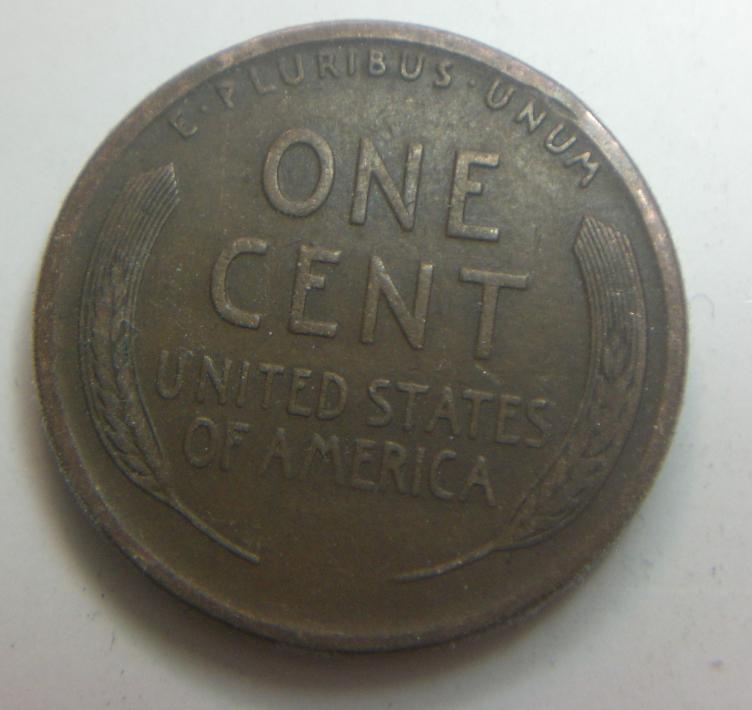 E · PLURIBUS · UNUM
ONE
CENT
UNITED STATES
OF AMERICA